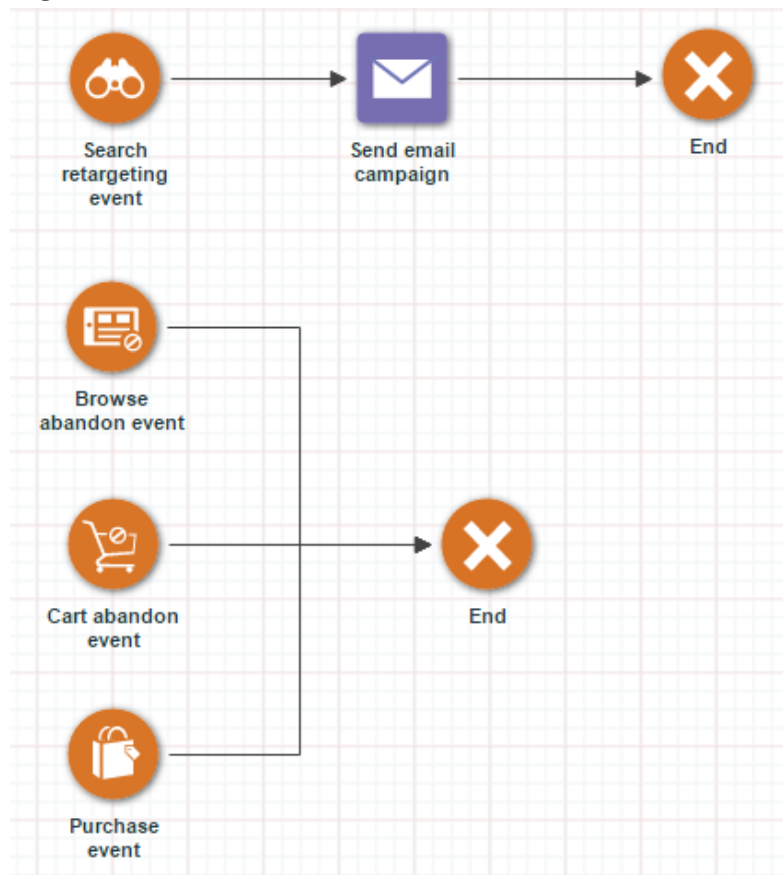 Search
retargeting
event
Send email
campaign
End
Browse
abandon event
Cart abandon
event
End
Purchase
event